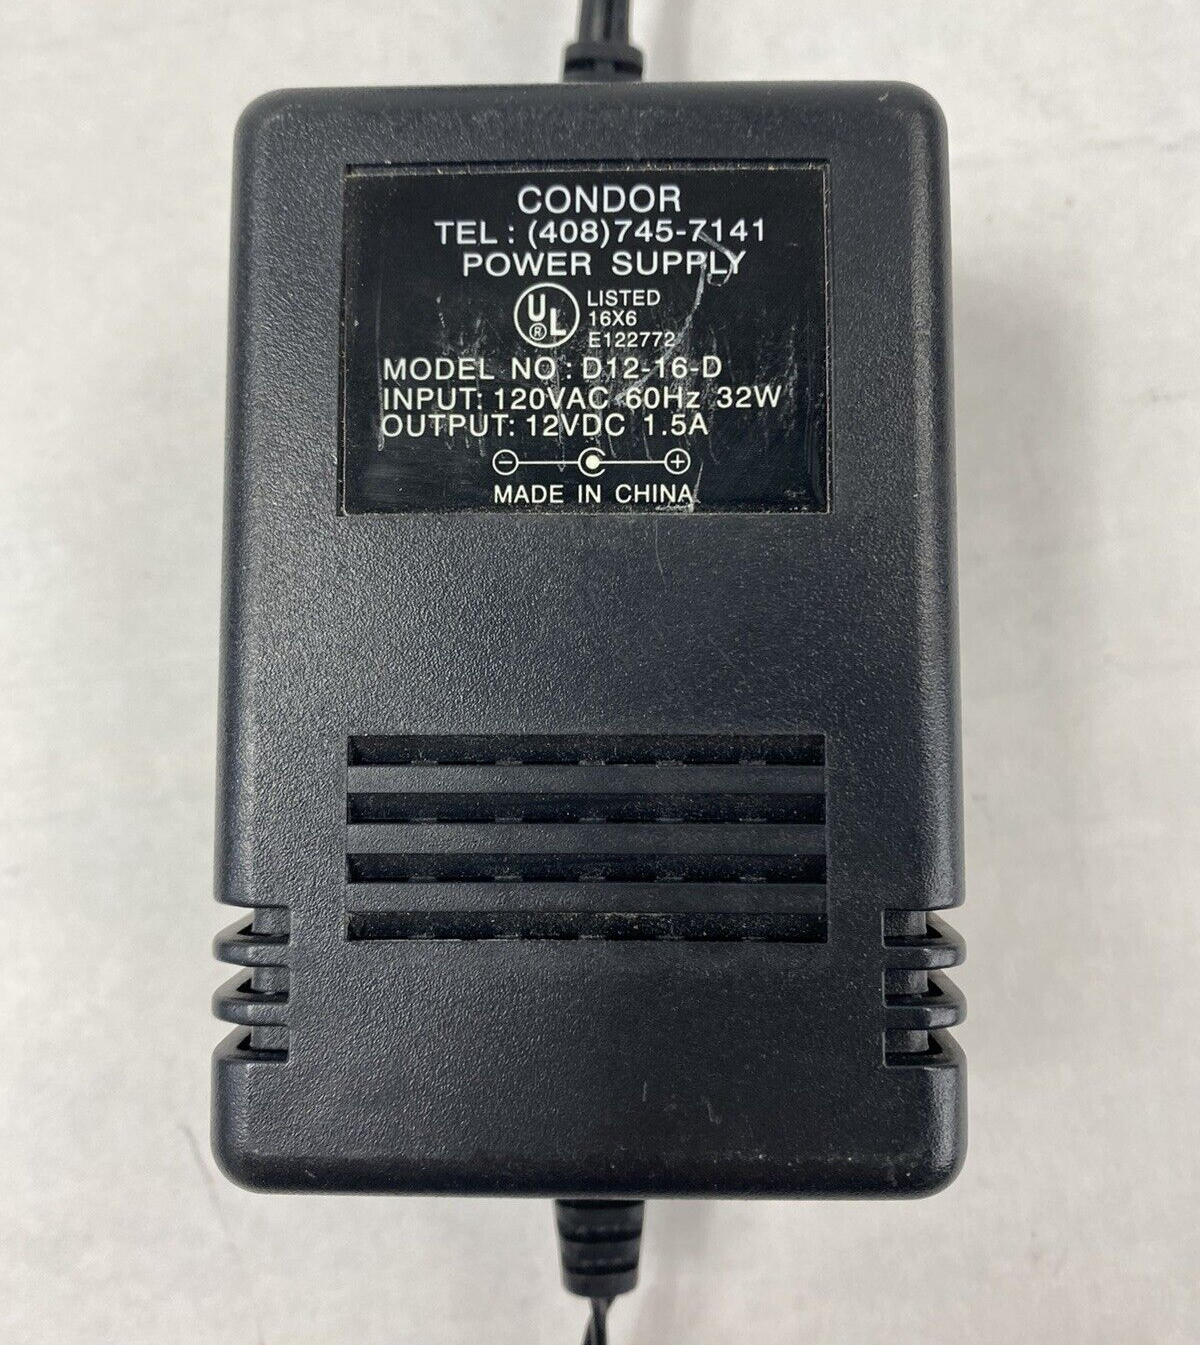 CONDOR
TEL: (408)745-7141
POWER SUPPLY
UL ® LISTED
16X6
E122772
MODEL NO: D12-16-D
INPUT: 120VAC 60Hz 32W
OUTPUT: 12VDC 1.5A
- +
MADE IN CHINA